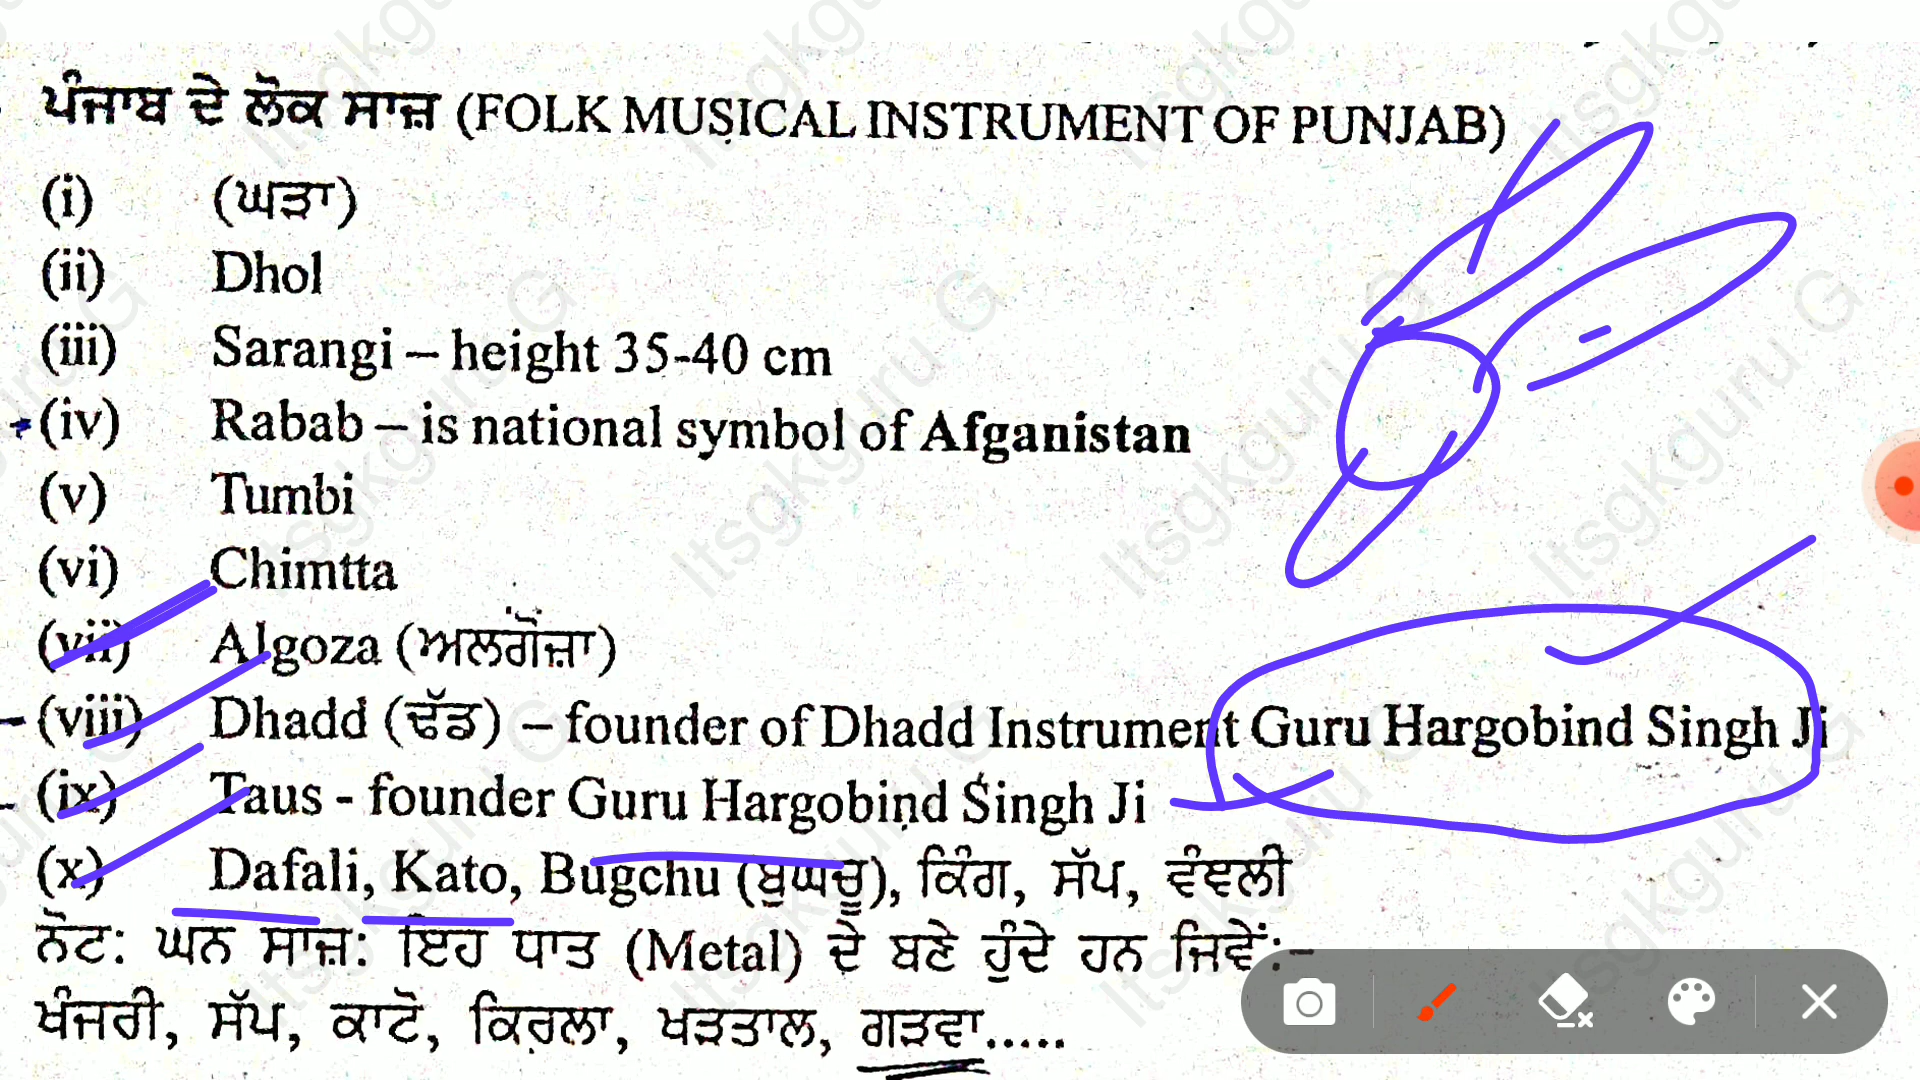 ਪੰਜਾਬ ਦੇ ਲੋਕ ਸਾਜ਼ (FOLK MUSICAL INSTRUMENT OF PUNJAB)
(i) (ਘੜਾ)
(ii) Dhol
(iii) Sarangi – height 35-40 cm
(iv) Rabab – is national symbol of Afganistan
(v) Tumbi
(vi) Chimtta
(vii) Algoza (ਅਲਗੋਜ਼ਾ)
(viii) Dhadd (ਢੱਡ) – founder of Dhadd Instrument Guru Hargobind Singh Ji
(ix) Taus - founder Guru Hargobind Singh Ji
(x) Dafali, Kato, Bugchu (ਬੁਘਚੂ), ਕਿੰਗ, ਸੱਪ, ਵੰਝਲੀ
ਨੋਟ: ਘਨ ਸਾਜ਼: ਇਹ ਧਾਤ (Metal) ਦੇ ਬਣੇ ਹੁੰਦੇ ਹਨ ਜਿਵੇਂ:–
ਖੰਜਰੀ, ਸੱਪ, ਕਾਟੋ, ਕਿਰਲਾ, ਖੜਤਾਲ, ਗੜਵਾ.....